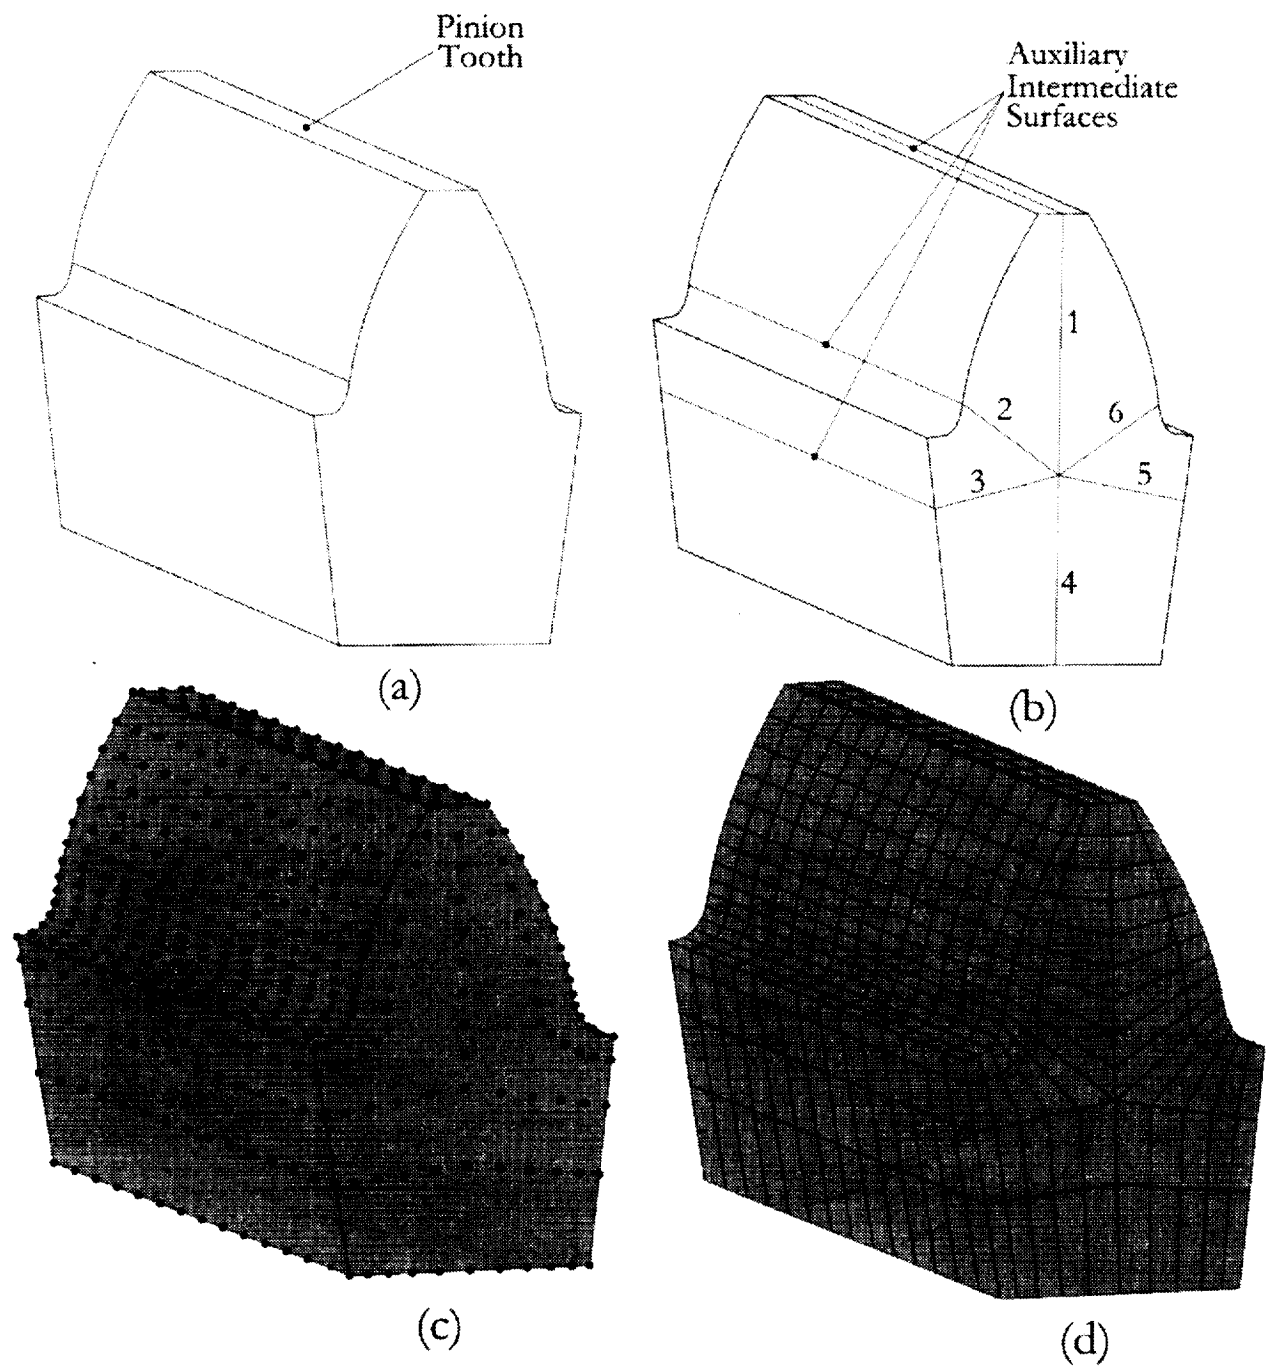 Pinion
Tooth
Auxiliary
Intermediate
Surfaces
1
2
6
3
5
4
(a)
(b)
(c)
(d)